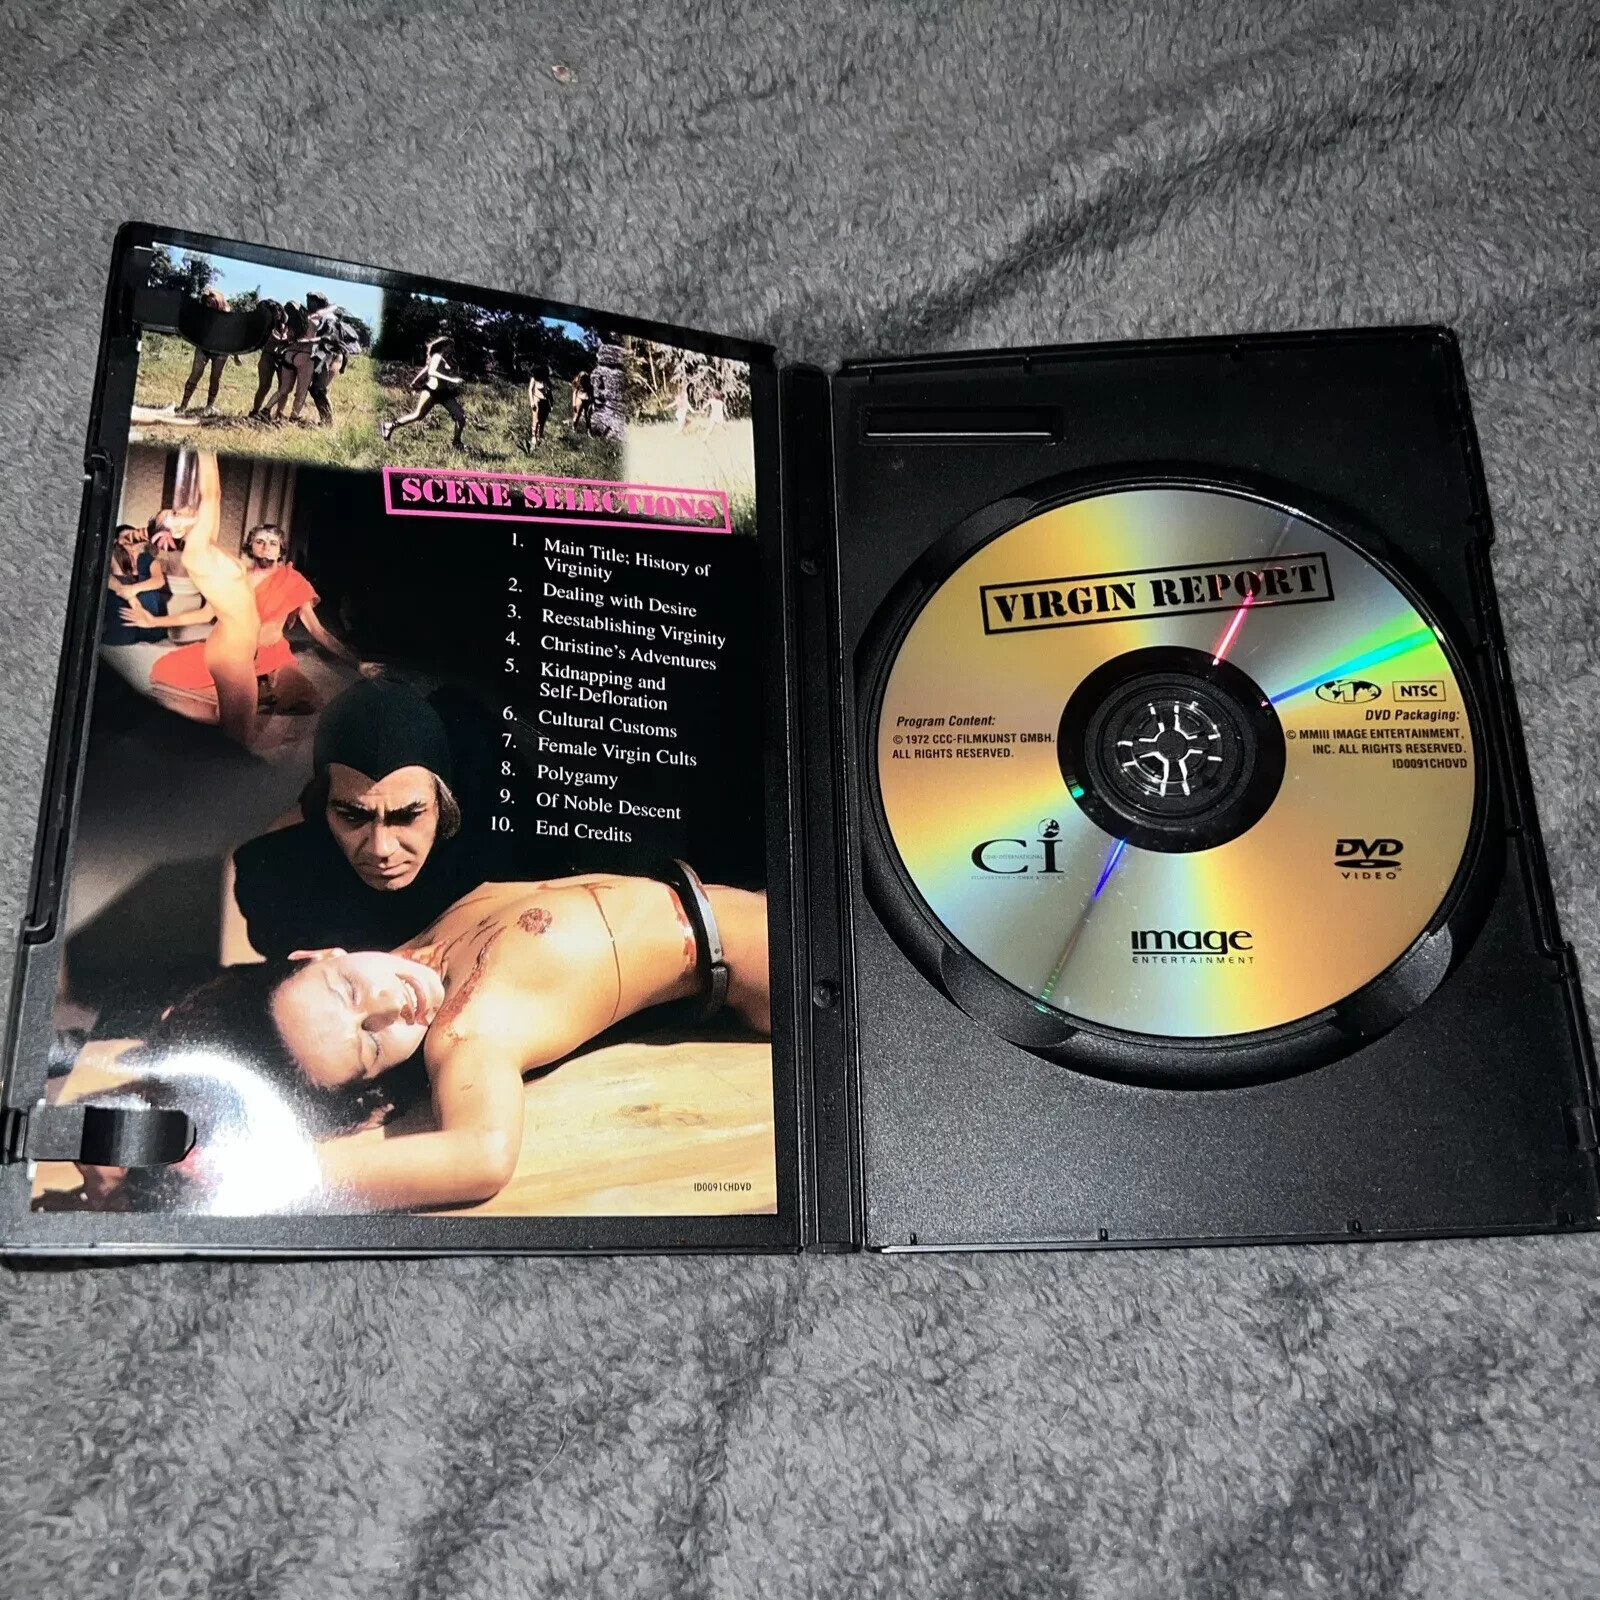 SCENE SELECTIONS
1. Main Title; History of
Virginity
2. Dealing with Desire
3. Reestablishing Virginity
4. Christine's Adventures
5. Kidnapping and
Self-Defloration
6. Cultural Customs
7. Female Virgin Cults
8. Polygamy
9. Of Noble Descent
10. End Credits
ID0091CHDVD
VIRGIN REPORT
1 NTSC
Program Content:
© 1972 CCC-FILMKUNST GMBH.
ALL RIGHTS RESERVED.
DVD Packaging:
© MMIII IMAGE ENTERTAINMENT,
INC. ALL RIGHTS RESERVED.
ID0091CHDVD
Ci
DVD
VIDEO™
image
ENTERTAINMENT